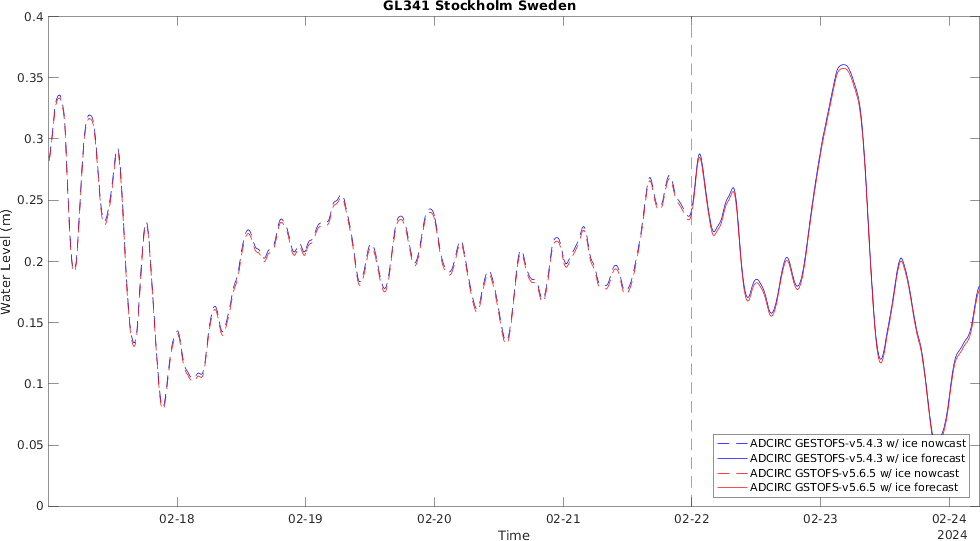 GL341 Stockholm Sweden
0.4
0.35
0.3
0.25
0.2
0.15
0.1
0.05
0
Water Level (m)
02-18 02-19 02-20 02-21 02-22 02-23 02-24
2024
Time
ADCIRC GESTOFS-v5.4.3 w/ ice nowcast
ADCIRC GESTOFS-v5.4.3 w/ ice forecast
ADCIRC GSTOFS-v5.6.5 w/ ice nowcast
ADCIRC GSTOFS-v5.6.5 w/ ice forecast